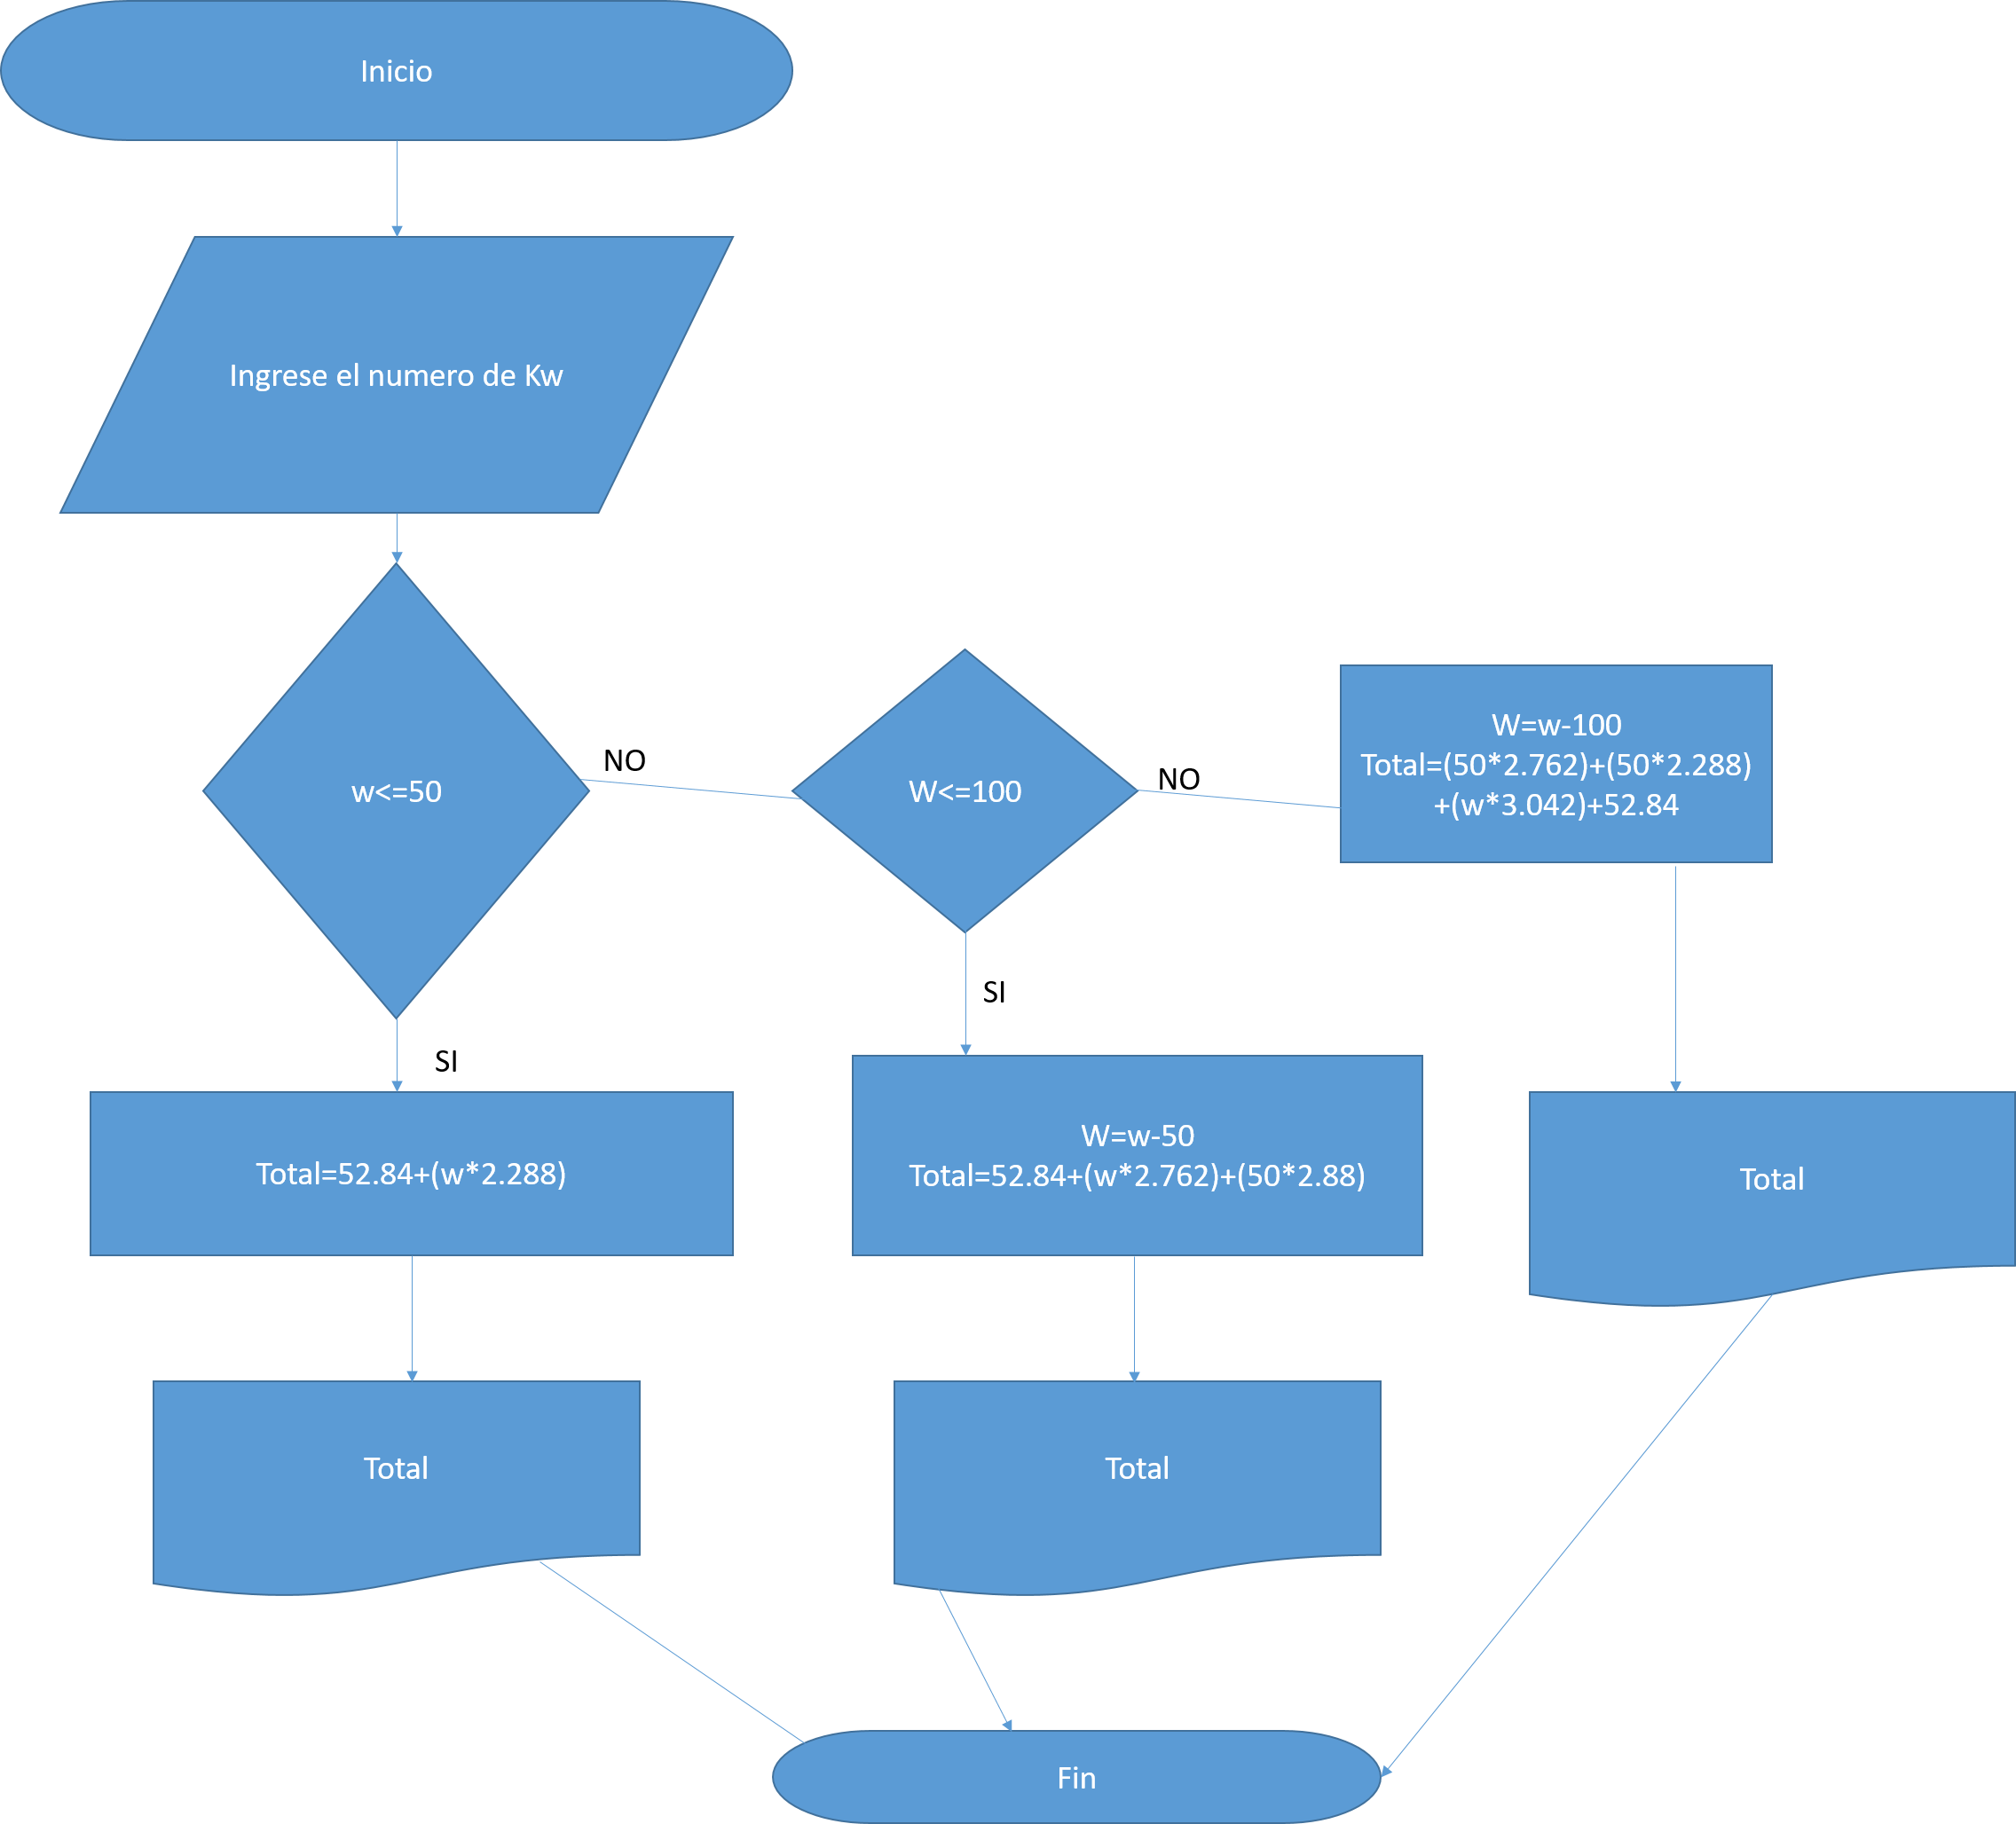 Inicio
Ingrese el numero de Kw
w<=50
NO
W<=100
NO
W=w-100
Total=(50*2.762)+(50*2.288)
+(w*3.042)+52.84
SI
SI
Total=52.84+(w*2.288)
W=w-50
Total=52.84+(w*2.762)+(50*2.88)
Total
Total
Total
Fin